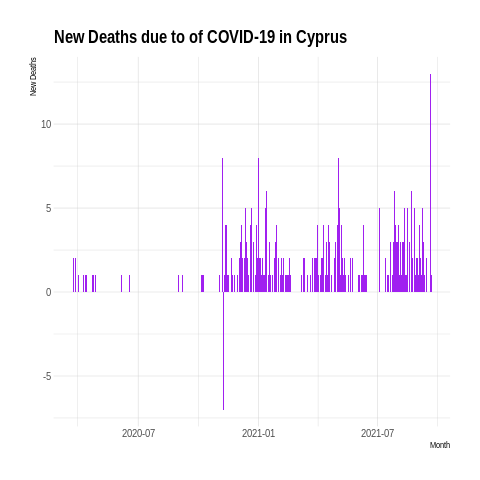 New Deaths due to of COVID-19 in Cyprus
New Deaths
10
5
0
-5
2020-07
2021-01
2021-07
Month